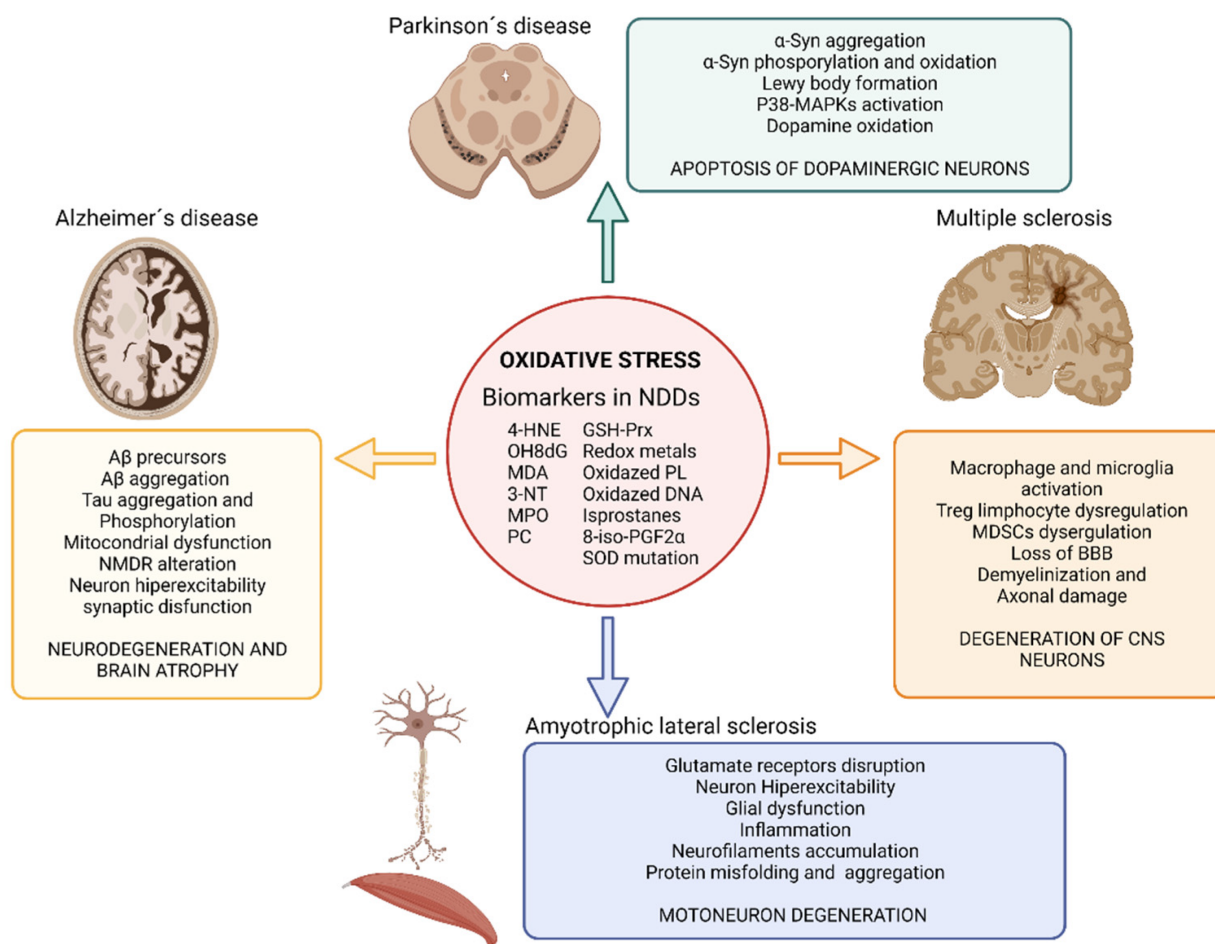 Parkinson´s disease
α-Syn aggregation
α-Syn phosporylation and oxidation
Lewy body formation
P38-MAPKs activation
Dopamine oxidation
APOPTOSIS OF DOPAMINERGIC NEURONS
Alzheimer´s disease
Aβ precursors
Aβ aggregation
Tau aggregation and
Phosphorylation
Mitocondrial dysfunction
NMDR alteration
Neuron hiperexcitability
synaptic disfunction
NEURODEGENERATION AND
BRAIN ATROPHY
OXIDATIVE STRESS
Biomarkers in NDDs
4-HNE GSH-Prx
OH8dG Redox metals
MDA Oxidazed PL
3-NT Oxidazed DNA
MPO Isprostanes
PC 8-iso-PGF2α
SOD mutation
Multiple sclerosis
Macrophage and microglia
activation
Treg limphocyte dysregulation
MDSCs dysergulation
Loss of BBB
Demyelinization and
Axonal damage
DEGENERATION OF CNS
NEURONS
Amyotrophic lateral sclerosis
Glutamate receptors disruption
Neuron Hiperexcitability
Glial dysfunction
Inflammation
Neurofilaments accumulation
Protein misfolding and aggregation
MOTONEURON DEGENERATION